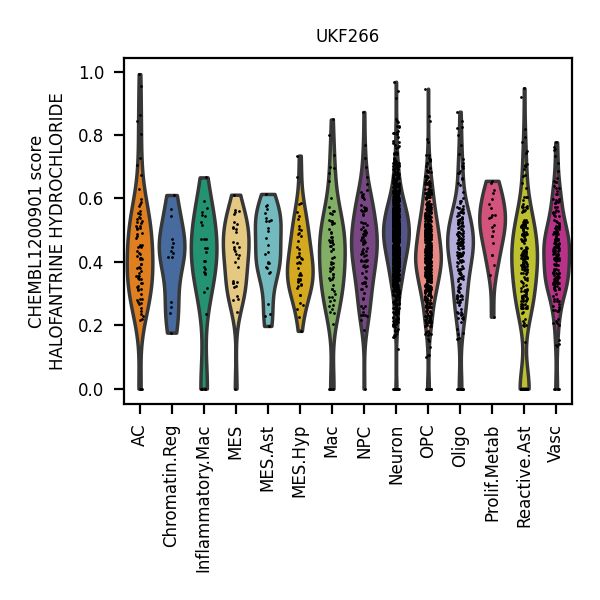 UKF266
CHEMBL1200901 score
HALOFANTRINE HYDROCHLORIDE
1.0
0.8
0.6
0.4
0.2
0.0
AC
Chromatin.Reg
Inflammatory.Mac
MES
MES.Ast
MES.Hyp
Mac
NPC
Neuron
OPC
Oligo
Prolif.Metab
Reactive.Ast
Vasc